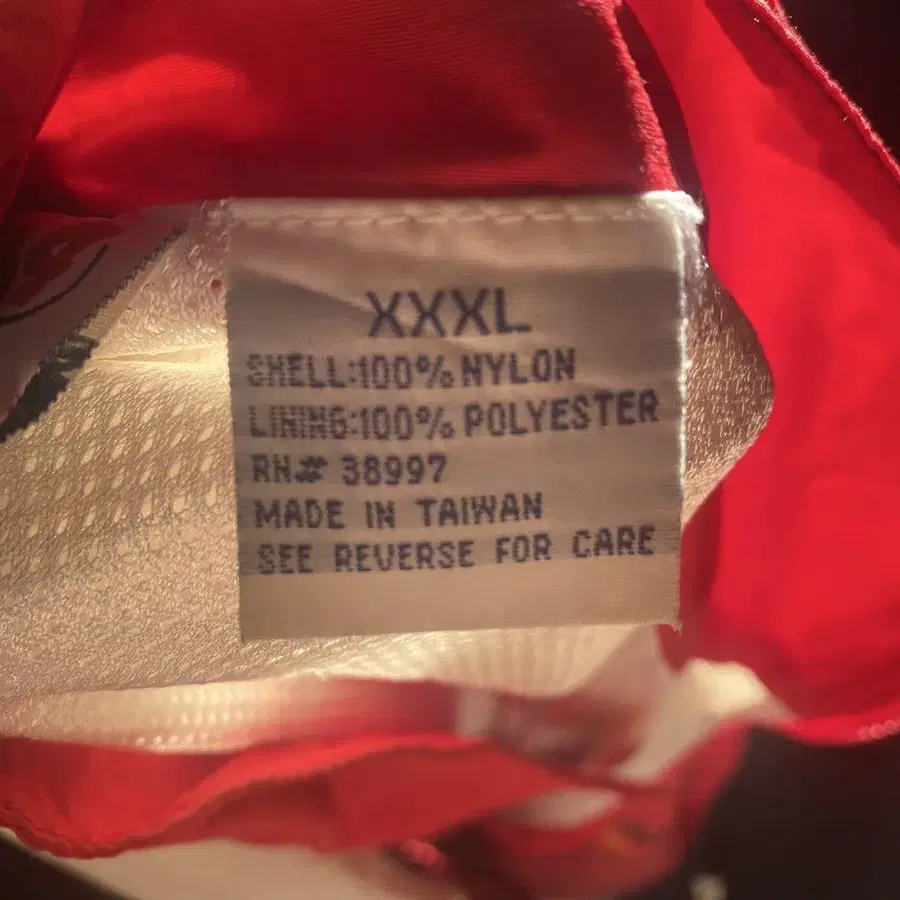 XXXL
SHELL:100% NYLON
LINING:100% POLYESTER
RN# 38997
MADE IN TAIWAN
SEE REVERSE FOR CARE